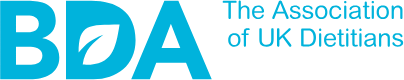 BDA
The Association
of UK Dietitians